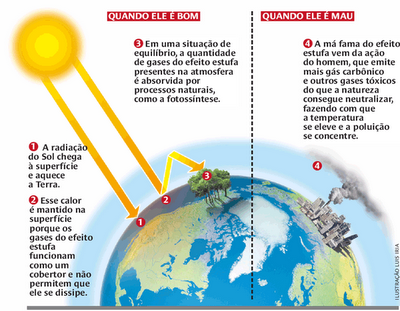 QUANDO ELE É BOM
QUANDO ELE É MAU
3 Em uma situação de
equilíbrio, a quantidade
de gases do efeito estufa
presentes na atmosfera
é absorvida por
processos naturais,
como a fotossíntese.
4 A má fama do efeito
estufa vem da ação
do homem, que emite
mais gás carbônico
e outros gases tóxicos
do que a natureza
consegue neutralizar,
fazendo com que
a temperatura
se eleve e a poluição
se concentre.
1 A radiação
do Sol chega
à superfície
e aquece
a Terra.
2 Esse calor
é mantido na
superfície
porque os
gases do efeito
estufa
funcionam
como um
cobertor e não
permitem que
ele se dissipe.
1
2
3
4
ILUSTRAÇÃO LUIS IRIA